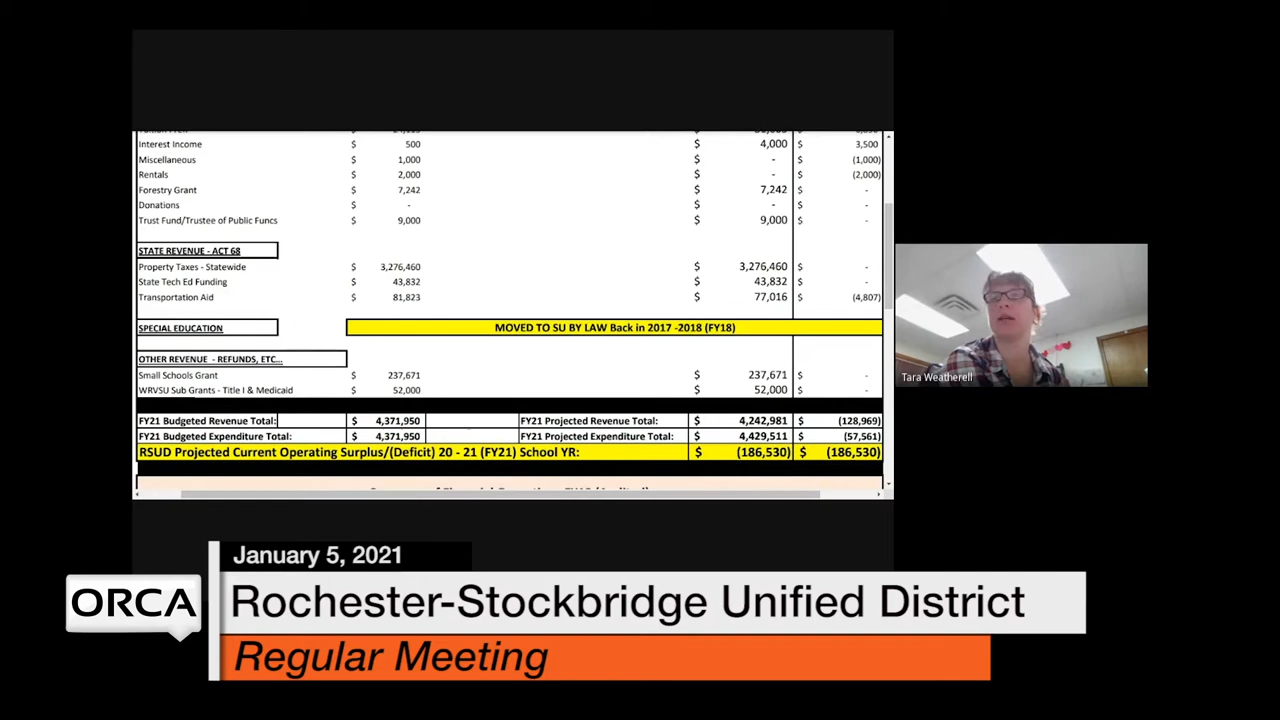 Interest Income $ 500 $ 4,000 $ 3,500
Miscellaneous $ 1,000 $ - $ (1,000)
Rentals $ 2,000 $ - $ (2,000)
Forestry Grant $ 7,242 $ 7,242 $ -
Donations $ - $ - $ -
Trust Fund/Trustee of Public Funcs $ 9,000 $ 9,000 $ -
STATE REVENUE - ACT 68
Property Taxes - Statewide $ 3,276,460 $ 3,276,460 $ -
State Tech Ed Funding $ 43,832 $ 43,832 $ -
Transportation Aid $ 81,823 $ 77,016 $ (4,807)
SPECIAL EDUCATION MOVED TO SU BY LAW Back in 2017 -2018 (FY18)
OTHER REVENUE - REFUNDS, ETC...
Small Schools Grant $ 237,671 $ 237,671 $ -
WRVSU Sub Grants - Title I & Medicaid $ 52,000 $ 52,000 $ -
FY21 Budgeted Revenue Total: $ 4,371,950 FY21 Projected Revenue Total: $ 4,242,981 $ (128,969)
FY21 Budgeted Expenditure Total: $ 4,371,950 FY21 Projected Expenditure Total: $ 4,429,511 $ (57,561)
RSUD Projected Current Operating Surplus/(Deficit) 20 - 21 (FY21) School YR: $ (186,530) $ (186,530)
Tara Weatherell
January 5, 2021
ORCA
Rochester-Stockbridge Unified District
Regular Meeting